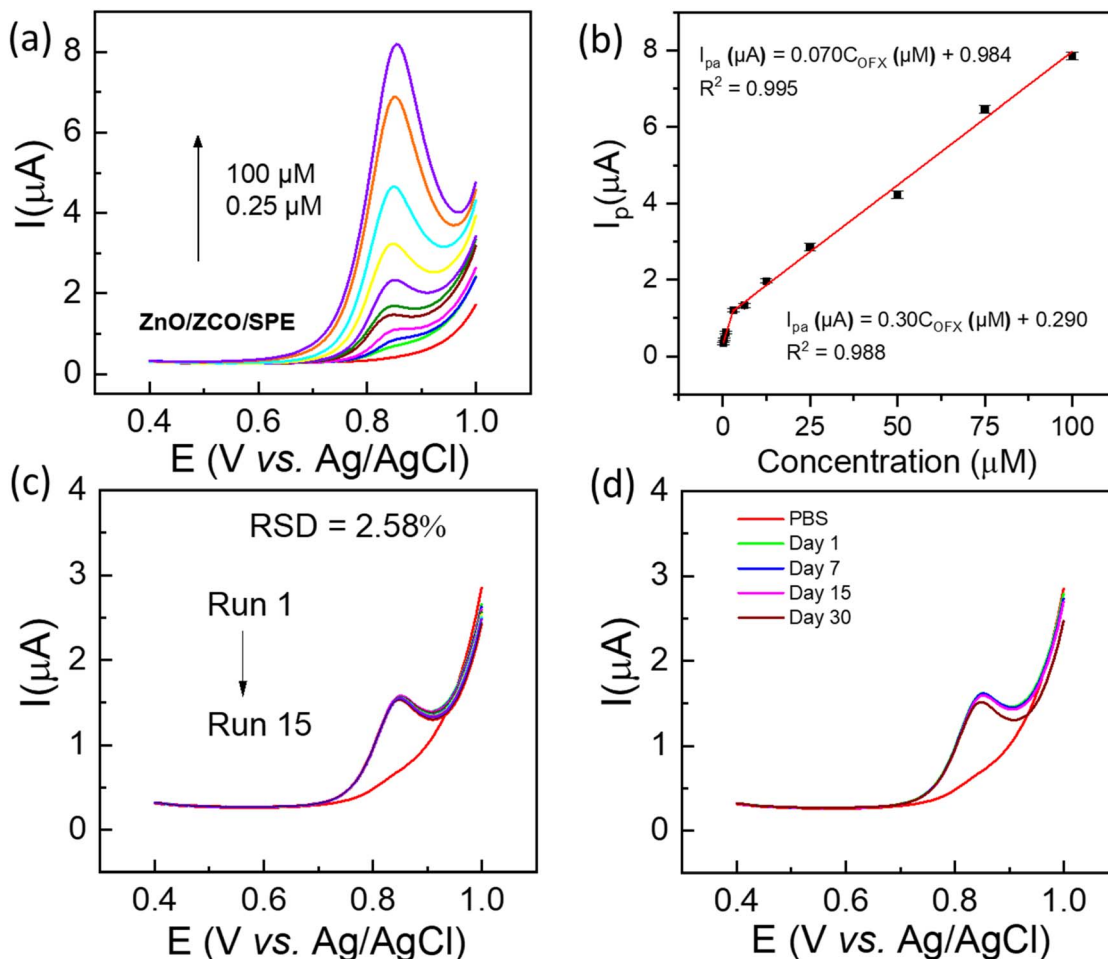 (a)
8
6
4
2
0
I(μA)
100 μM
0.25 μM
ZnO/ZCO/SPE
0.4 0.6 0.8 1.0
E (V vs. Ag/AgCl)
(b)
8
6
4
2
0
Ip(μA)
Ipa (μA) = 0.070COFX (μM) + 0.984
R² = 0.995
Ipa (μA) = 0.30COFX (μM) + 0.290
R² = 0.988
0 25 50 75 100
Concentration (μM)
(c)
4
3
2
1
0
I(μA)
RSD = 2.58%
Run 1
Run 15
0.4 0.6 0.8 1.0
E (V vs. Ag/AgCl)
(d)
4
3
2
1
0
I(μA)
PBS
Day 1
Day 7
Day 15
Day 30
0.4 0.6 0.8 1.0
E (V vs. Ag/AgCl)